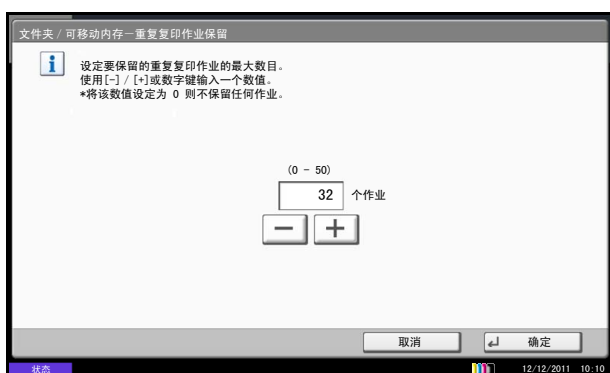 文件夹/可移动内存－重复复印作业保留
设定要保留的重复复印作业的最大数目。
使用[-] / [+]或数字键输入一个数值。
*将该数值设定为 0 则不保留任何作业。
(0 - 50)
32 个作业
取消 确定
状态 12/12/2011 10:10